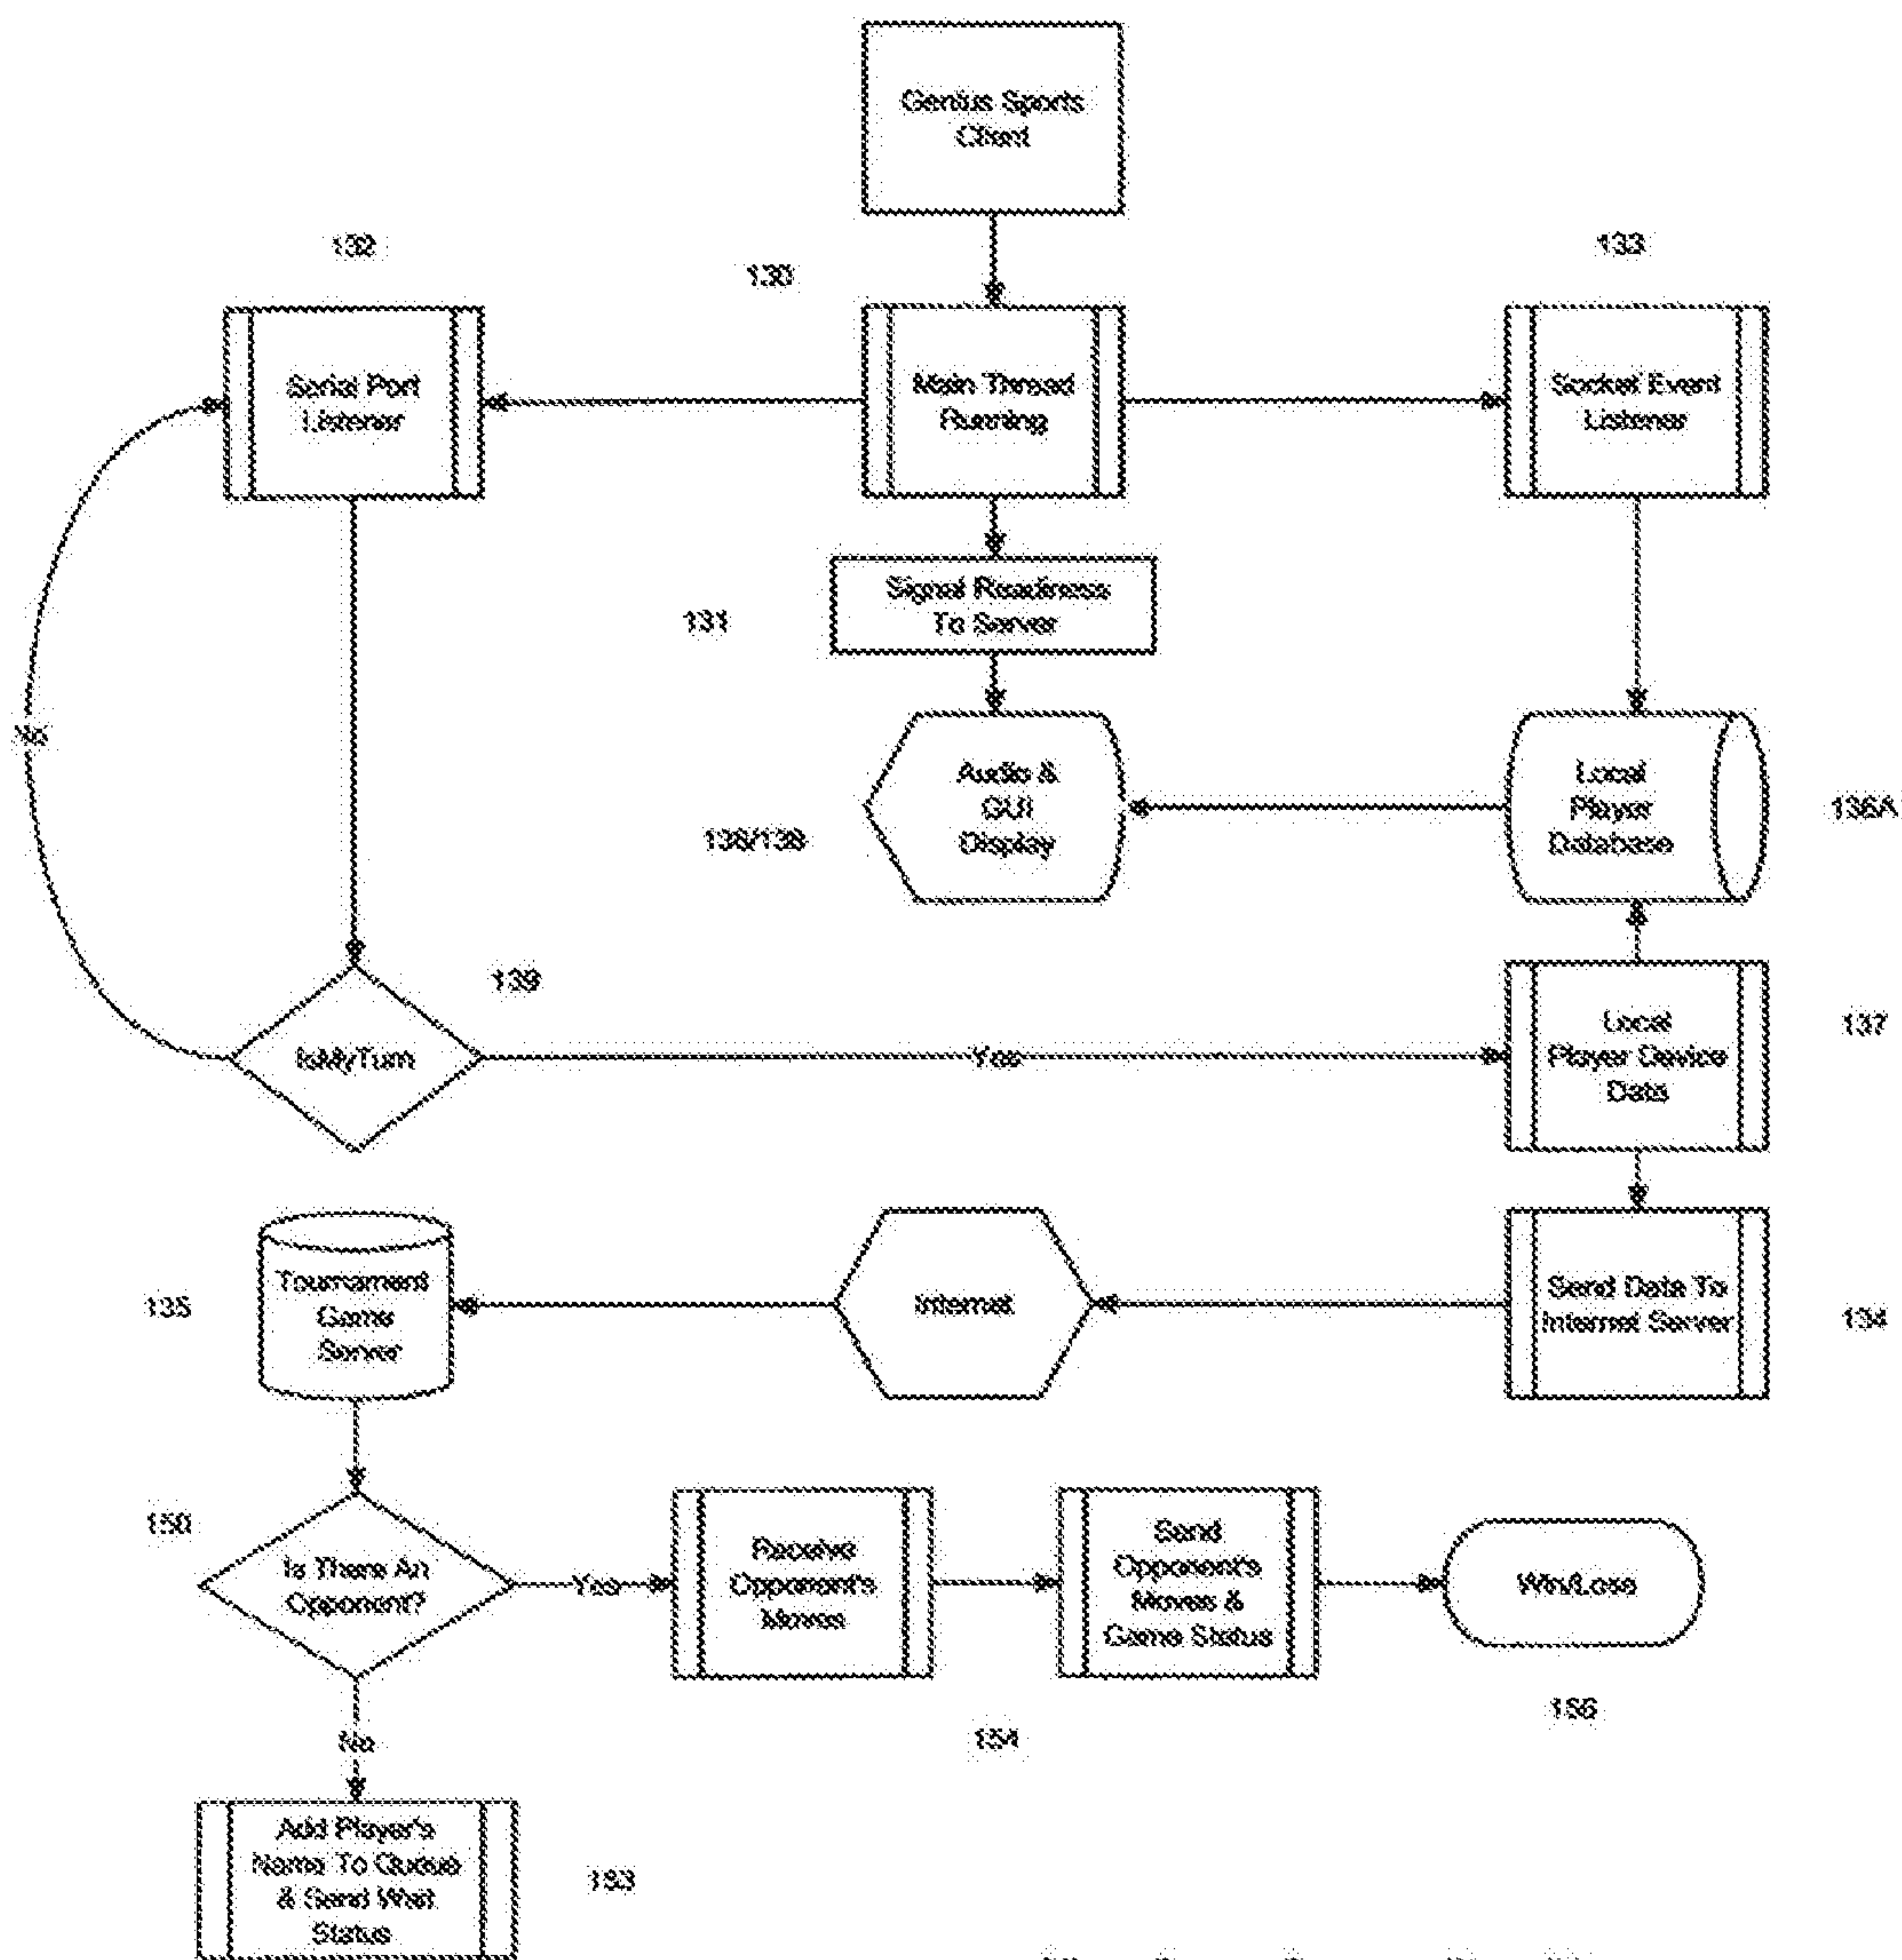 Genius Sports
Client
132
130
133
Serial Port
Listener
Main Thread
Running
Socket Event
Listener
Signal Readiness
To Server
131
No
Audio &
GUI
Display
Local
Player
Database
136A
139
IsMyTurn
Yes
Local
Player Device
Data
137
Tournament
Game
Server
135
Internet
Send Data To
Internet Server
134
150
Is There An
Opponent?
Yes
Receive
Opponent's
Moves
Send
Opponent's
Moves &
Game Status
Win/Lose
154
No
Add Player's
Name To Queue
& Send Wait
Status